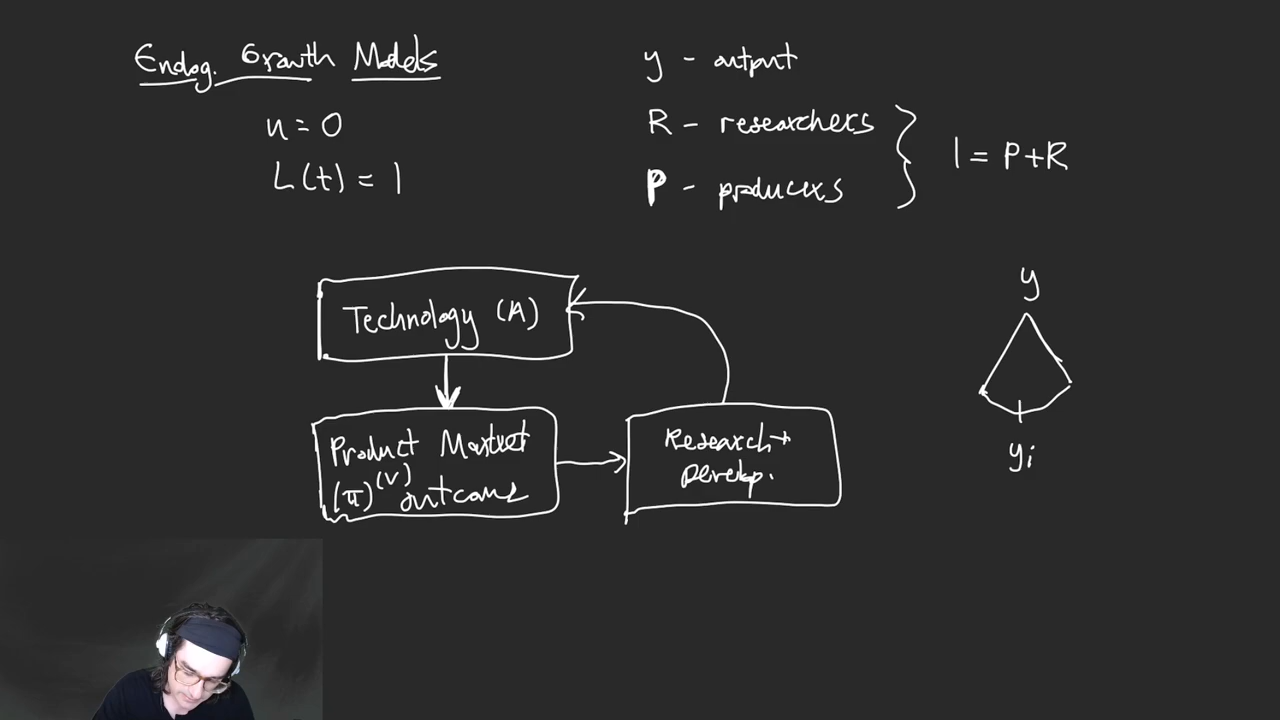 Endog. Growth Models
n = 0
L(t) = 1
y - output
R - researchers
P - producers
1 = P+R
Technology (A)
Product Market
(π) (V) outcome
Research +
Develop.
y
yi